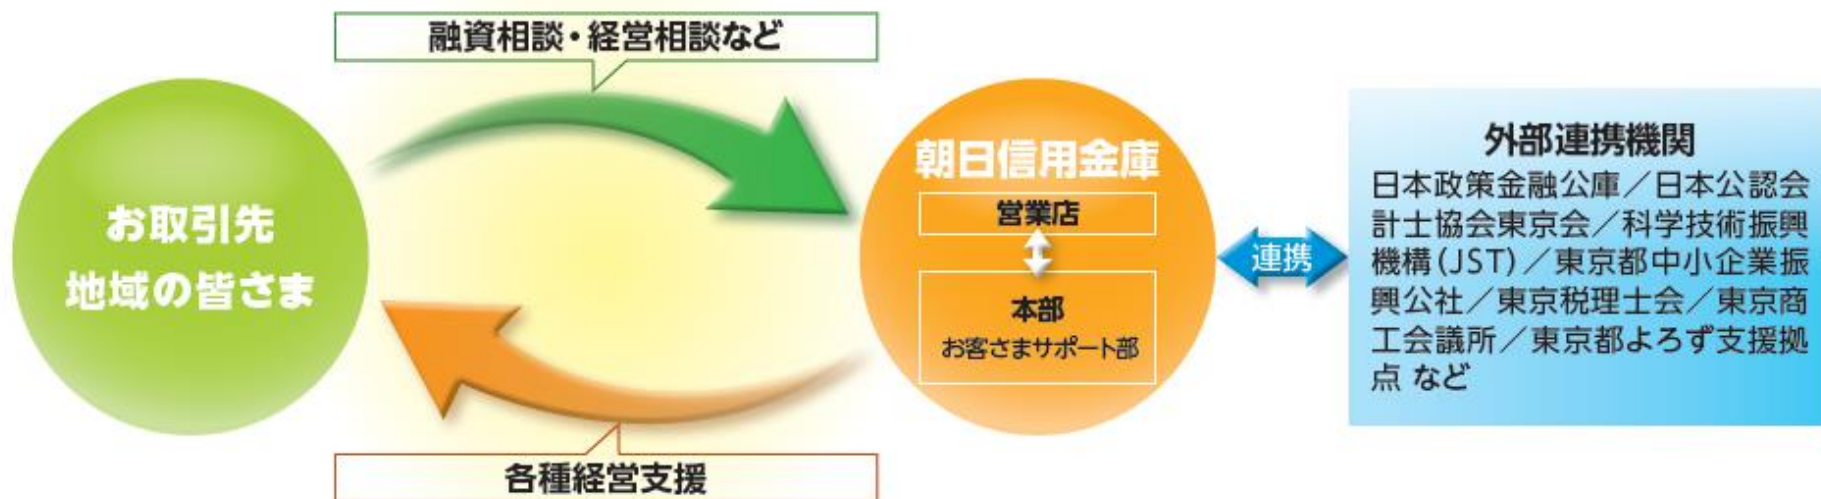 融資相談・経営相談など
お取引先
地域の皆さま
朝日信用金庫
営業店
本部
お客さまサポート部
各種経営支援
連携
外部連携機関
日本政策金融公庫／日本公認会
計士協会東京会／科学技術振興
機構(JST)／東京都中小企業振
興公社／東京税理士会／東京商
工会議所／東京都よろず支援拠
点 など